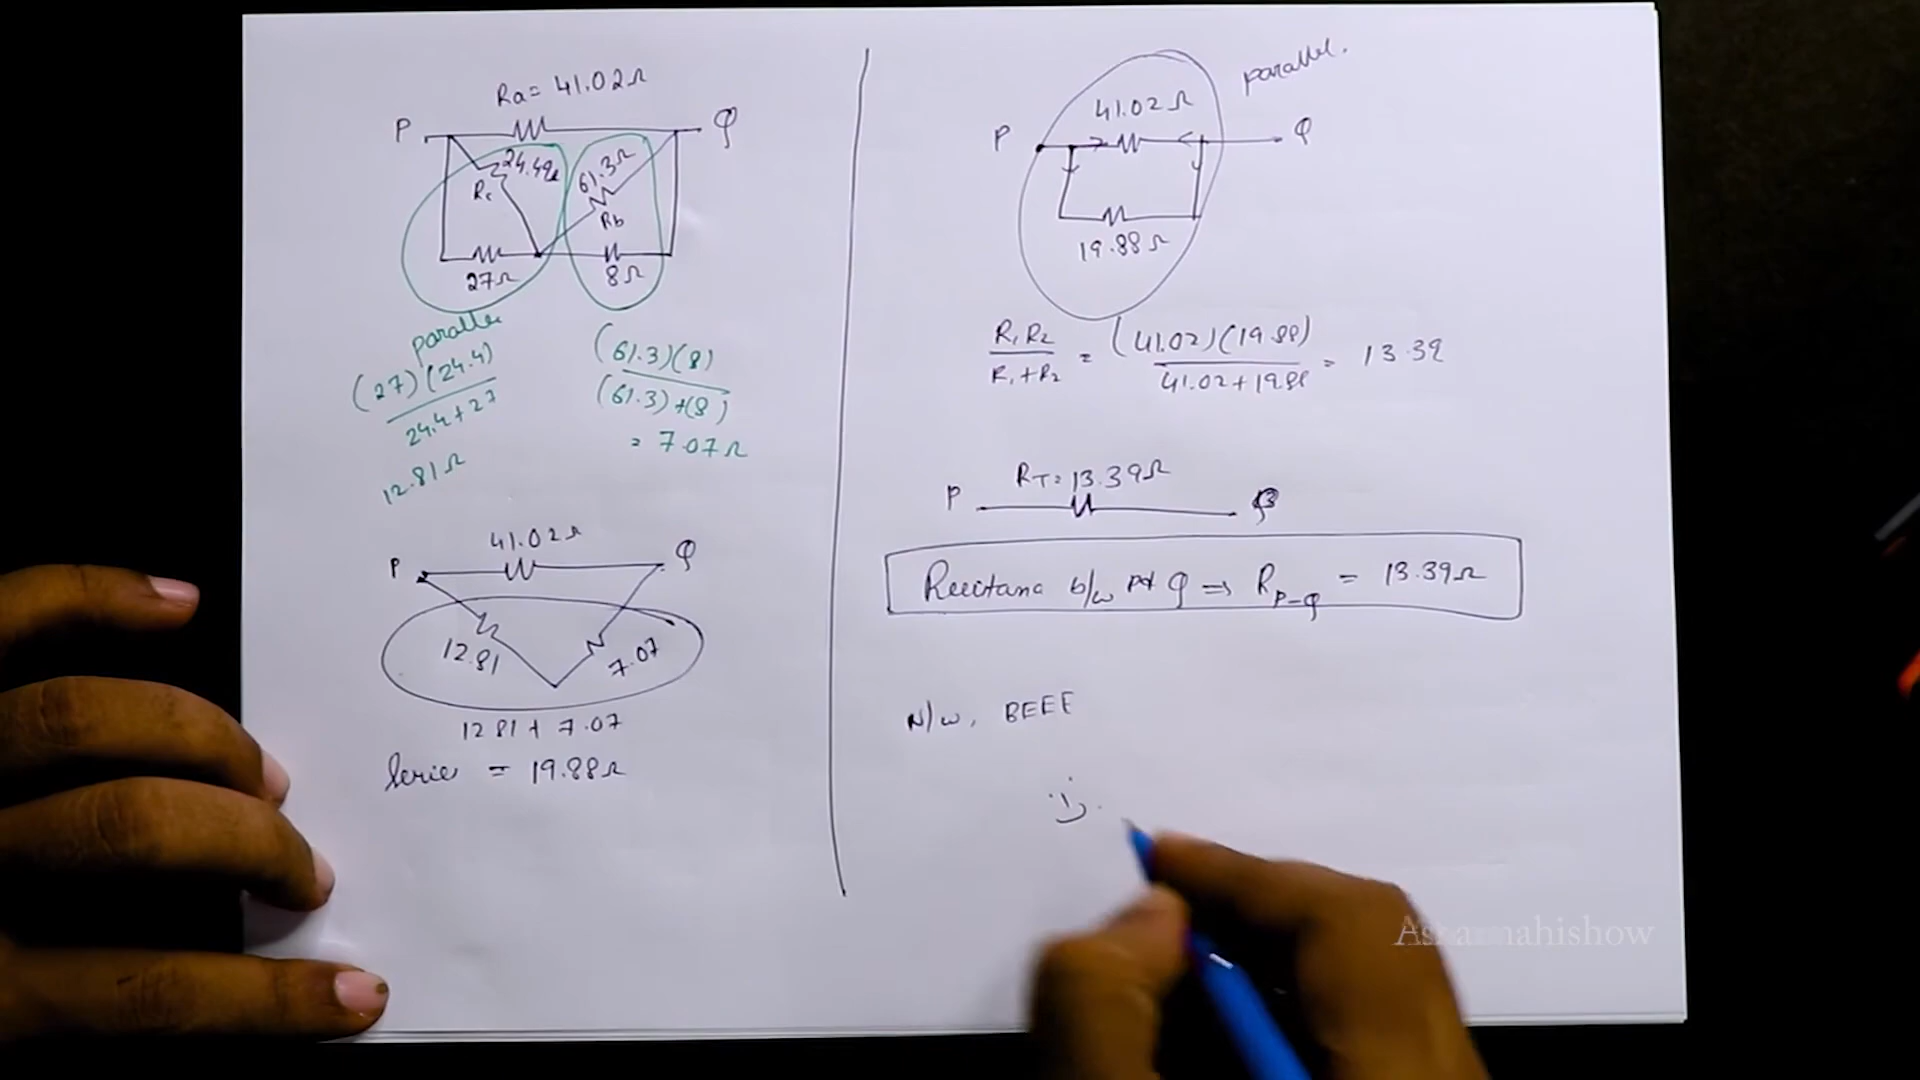 Ra = 41.02Ω
P Q
24.49Ω 61.3Ω
Rc Rb
27Ω 8Ω
parallel
(27)(24.4)
24.4+27
12.81Ω
(61.3)(8)
(61.3)+(8)
= 7.07Ω
41.02Ω
P Q
12.81 7.07
12.81 + 7.07
Series = 19.88Ω
parallel.
41.02Ω
P Q
19.88Ω
R1R2 = (41.02)(19.88) = 13.39
R1+R2 41.02+19.88
RT = 13.39Ω
P
b/w P & Q ⇒ RP-Q = 13.39Ω
N/w, BEEE